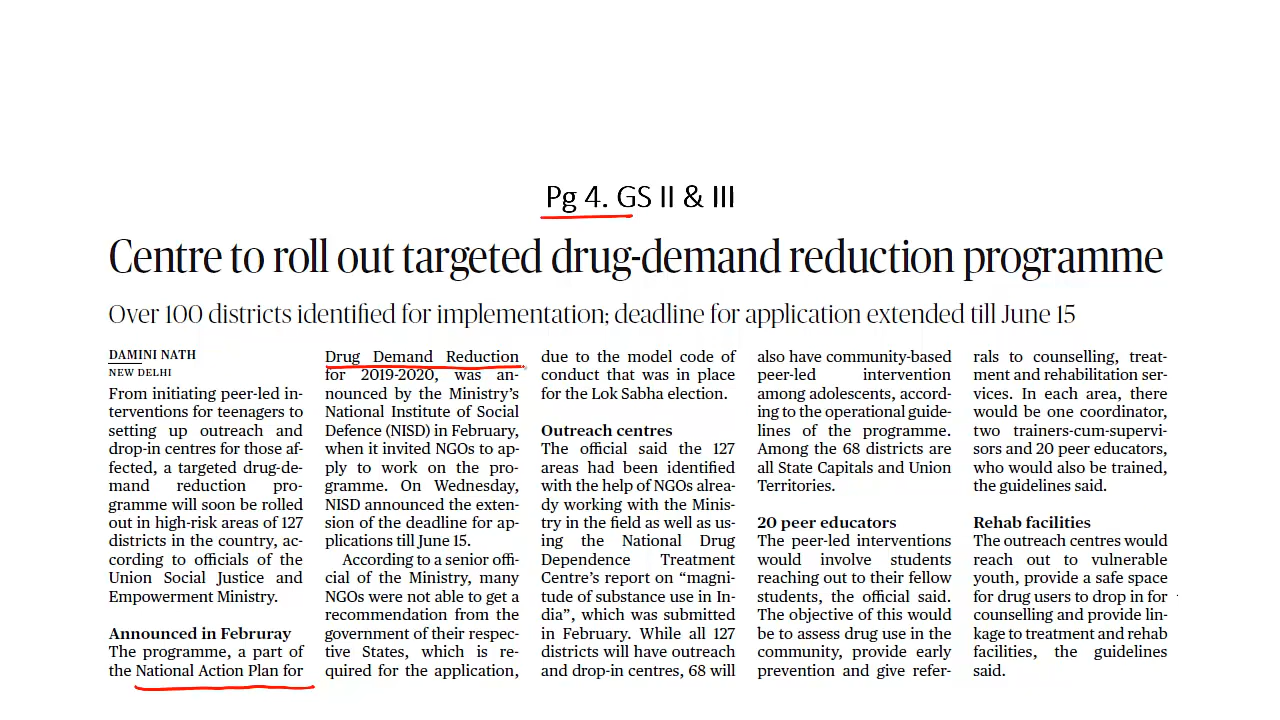 Pg 4. GS II & III
Centre to roll out targeted drug-demand reduction programme
Over 100 districts identified for implementation; deadline for application extended till June 15
DAMINI NATH
NEW DELHI
From initiating peer-led in-
terventions for teenagers to
setting up outreach and
drop-in centres for those af-
fected, a targeted drug-de-
mand reduction pro-
gramme will soon be rolled
out in high-risk areas of 127
districts in the country, ac-
cording to officials of the
Union Social Justice and
Empowerment Ministry.
Announced in Februray
The programme, a part of
the National Action Plan for
Drug Demand Reduction
for 2019-2020, was an-
nounced by the Ministry's
National Institute of Social
Defence (NISD) in February,
when it invited NGOs to ap-
ply to work on the pro-
gramme. On Wednesday,
NISD announced the exten-
sion of the deadline for ap-
plications till June 15.
According to a senior offi-
cial of the Ministry, many
NGOs were not able to get a
recommendation from the
government of their respec-
tive States, which is re-
quired for the application,
due to the model code of
conduct that was in place
for the Lok Sabha election.
Outreach centres
The official said the 127
areas had been identified
with the help of NGOs alrea-
dy working with the Minis-
try in the field as well as us-
ing the National Drug
Dependence Treatment
Centre's report on "magni-
tude of substance use in In-
dia", which was submitted
in February. While all 127
districts will have outreach
and drop-in centres, 68 will
also have community-based
peer-led intervention
among adolescents, accord-
ing to the operational guide-
lines of the programme.
Among the 68 districts are
all State Capitals and Union
Territories.
20 peer educators
The peer-led interventions
would involve students
reaching out to their fellow
students, the official said.
The objective of this would
be to assess drug use in the
community, provide early
prevention and give refer-
rals to counselling, treat-
ment and rehabilitation ser-
vices. In each area, there
would be one coordinator,
two trainers-cum-supervi-
sors and 20 peer educators,
who would also be trained,
the guidelines said.
Rehab facilities
The outreach centres would
reach out to vulnerable
youth, provide a safe space
for drug users to drop in for
counselling and provide lin-
kage to treatment and rehab
facilities, the guidelines
said.